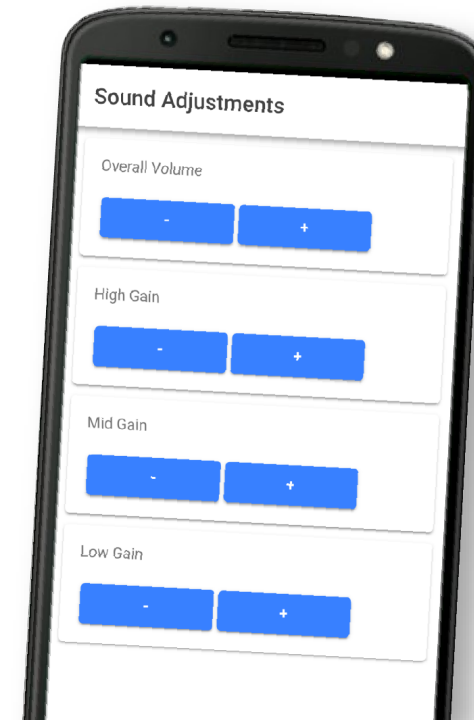 Sound Adjustments
Overall Volume
- +
High Gain
- +
Mid Gain
- +
Low Gain
- +